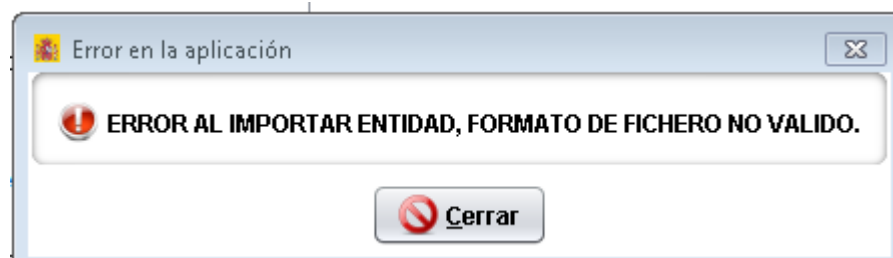 Error en la aplicación
ERROR AL IMPORTAR ENTIDAD, FORMATO DE FICHERO NO VALIDO.
Cerrar